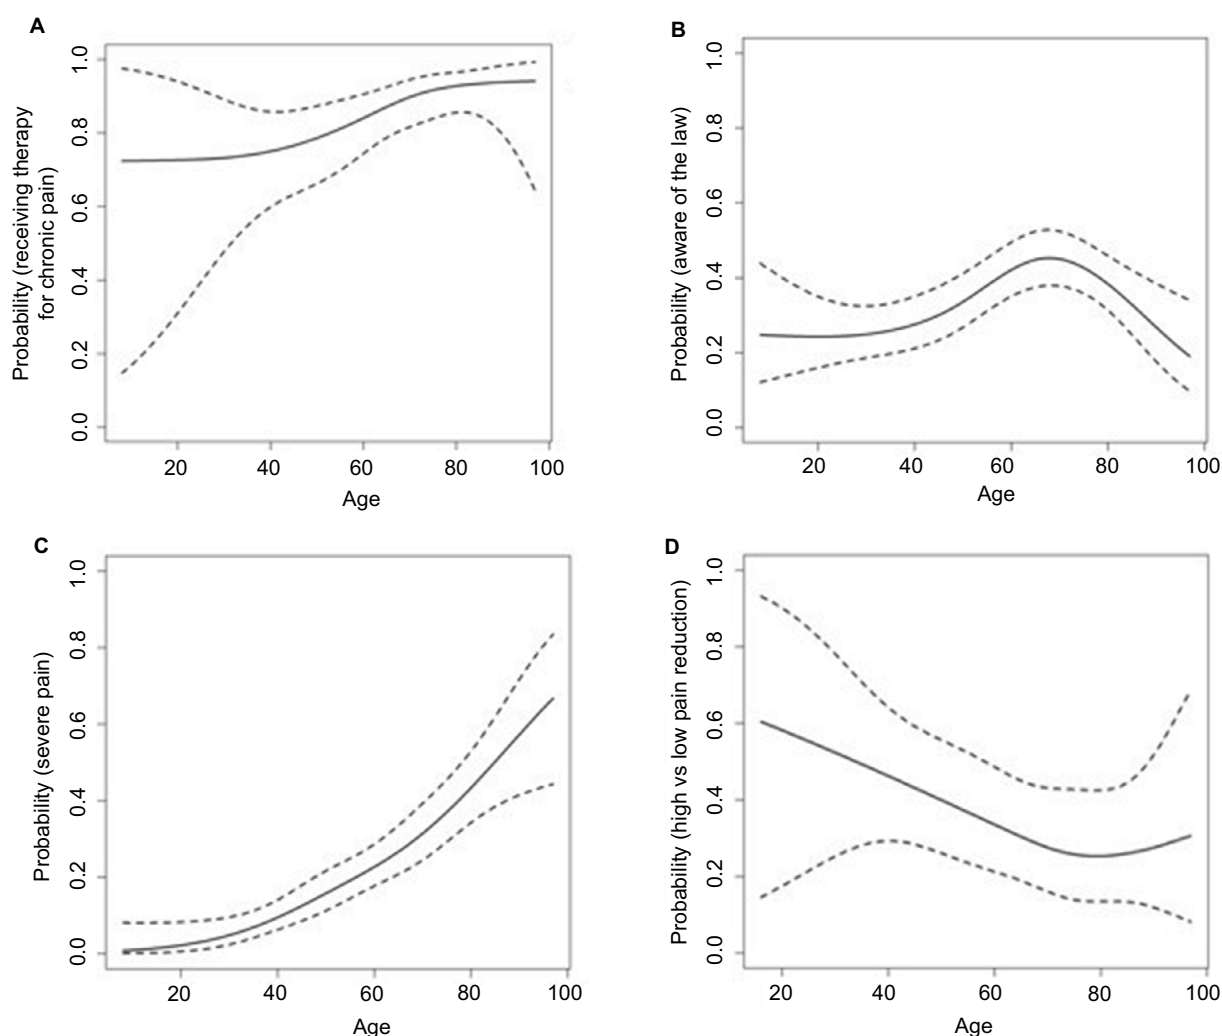 A
Probability (receiving therapy
for chronic pain)
1.0
0.8
0.6
0.4
0.2
0.0
20 40 60 80 100
Age
B
Probability (aware of the law)
1.0
0.8
0.6
0.4
0.2
0.0
20 40 60 80 100
Age
C
Probability (severe pain)
1.0
0.8
0.6
0.4
0.2
0.0
20 40 60 80 100
Age
D
Probability (high vs low pain reduction)
1.0
0.8
0.6
0.4
0.2
0.0
20 40 60 80 100
Age